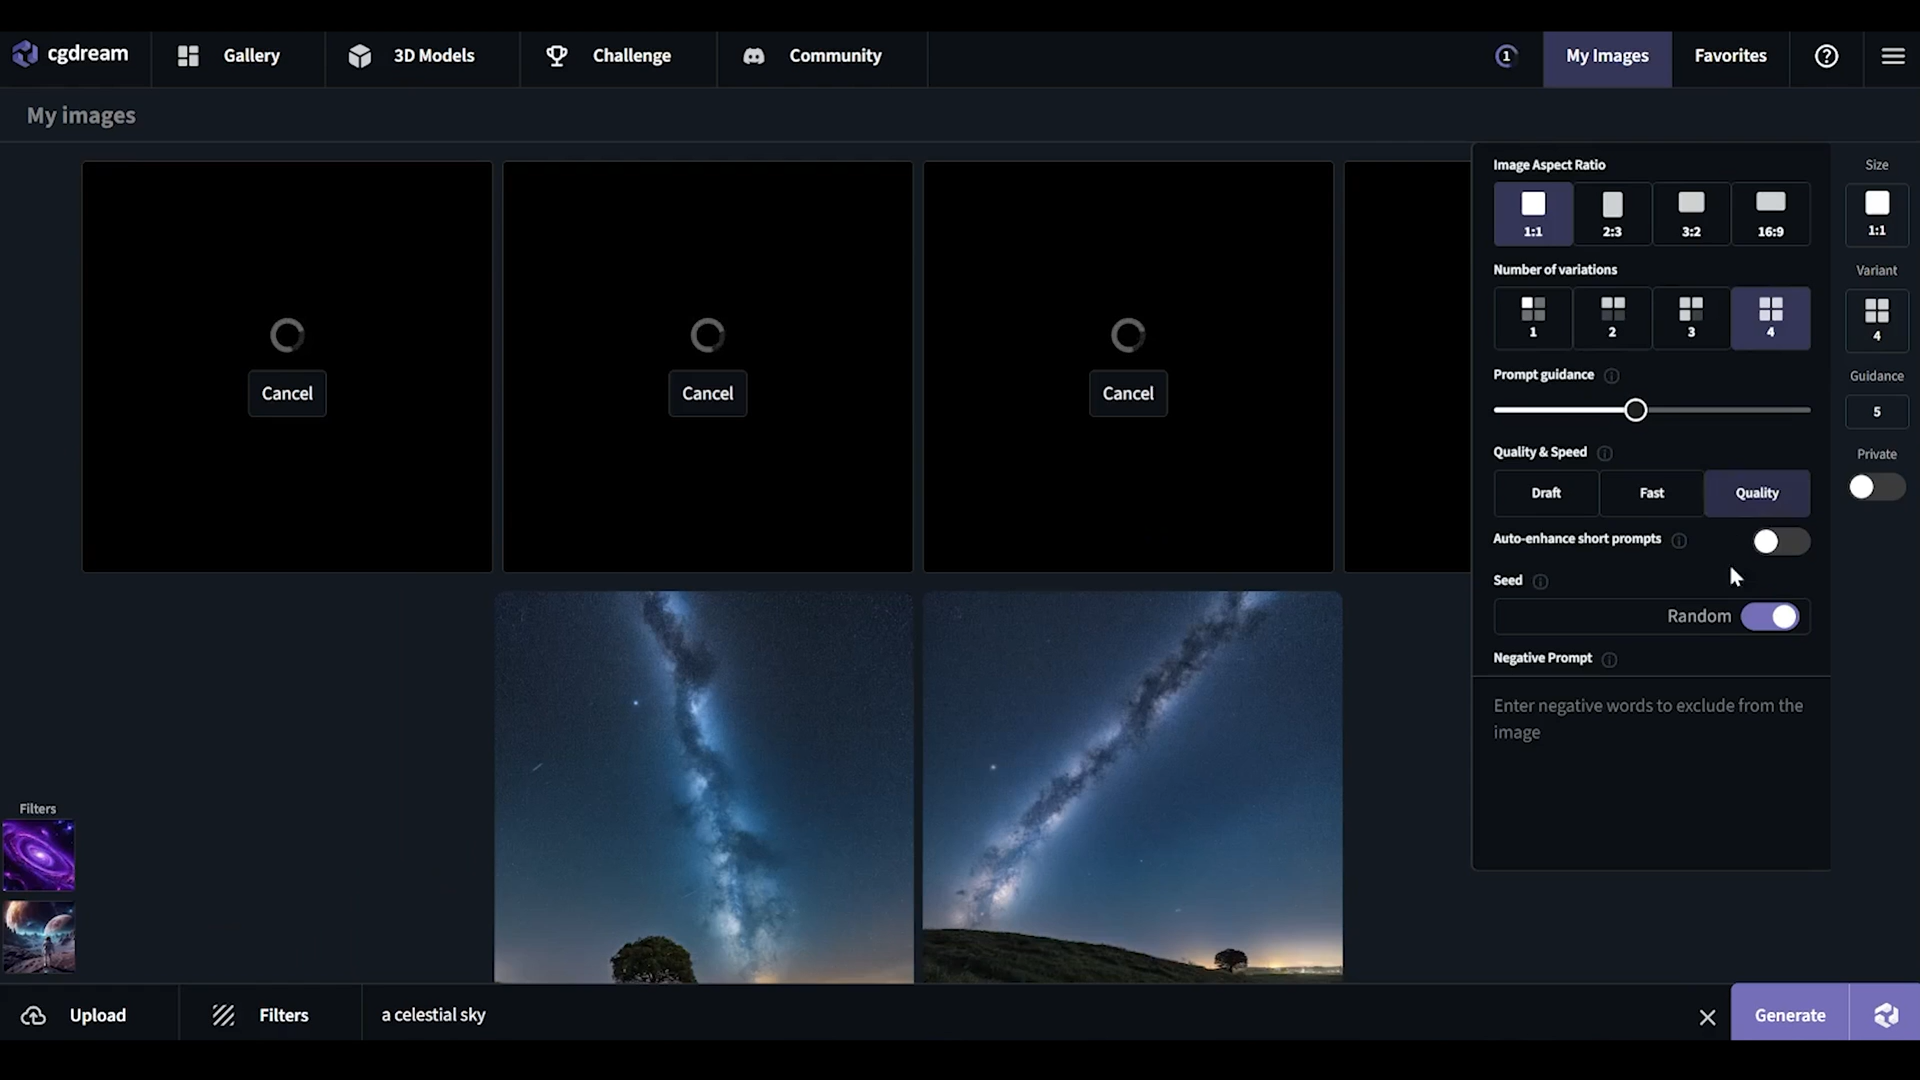 cgdream
Gallery
3D Models
Challenge
Community
1
My Images
Favorites
?
My images
Image Aspect Ratio
1:1
2:3
3:2
16:9
Number of variations
1
2
3
4
Prompt guidance
Quality & Speed
Draft
Fast
Quality
Auto-enhance short prompts
Seed
Random
Negative Prompt
Enter negative words to exclude from the
image
Size
1:1
Variant
4
Guidance
5
Private
Cancel
Cancel
Cancel
Filters
Upload
Filters
a celestial sky
Generate